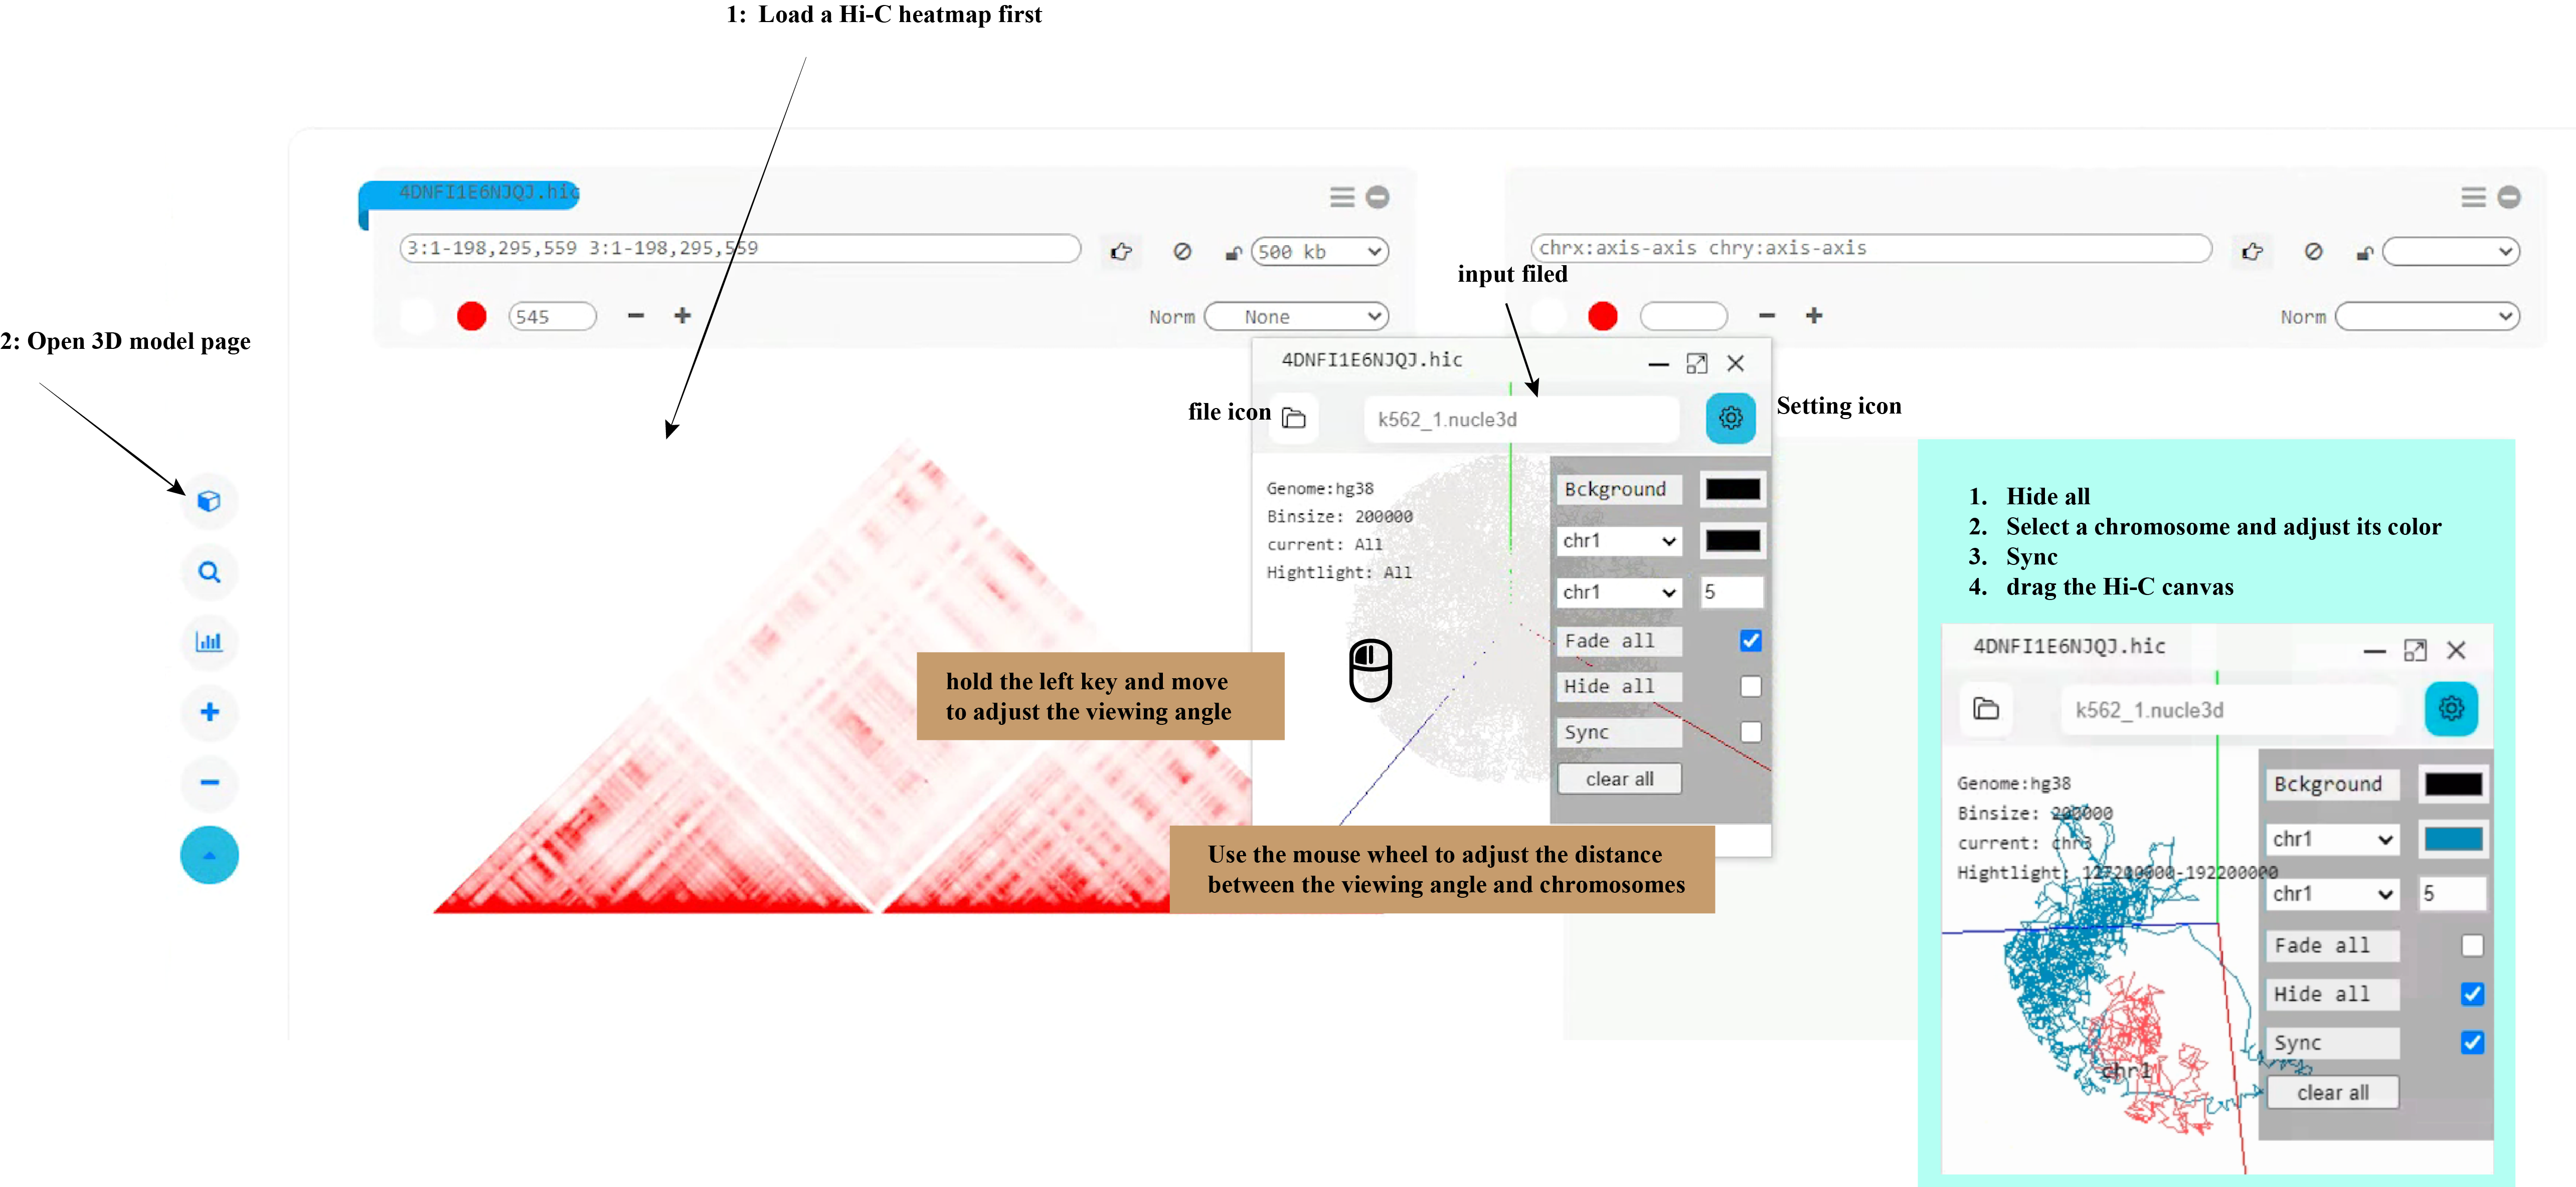 1: Load a Hi-C heatmap first
4DNFI1E6NJQJ.hic
3:1-198,295,559 3:1-198,295,559
500 kb
545
Norm
None
chrx:axis-axis chry:axis-axis
Norm
input filed
2: Open 3D model page
4DNFI1E6NJQJ.hic
file icon
k562_1.nucle3d
Setting icon
Genome:hg38
Binsize: 200000
current: All
Hightlight: All
Bckground
chr1
chr1
5
Fade all
Hide all
Sync
clear all
hold the left key and move
to adjust the viewing angle
Use the mouse wheel to adjust the distance
between the viewing angle and chromosomes
1. Hide all
2. Select a chromosome and adjust its color
3. Sync
4. drag the Hi-C canvas
4DNFI1E6NJQJ.hic
k562_1.nucle3d
Genome:hg38
Binsize: 200000
current: chr3
Hightlight: 127200000-192200000
Bckground
chr1
chr1
5
Fade all
Hide all
Sync
clear all
chr1